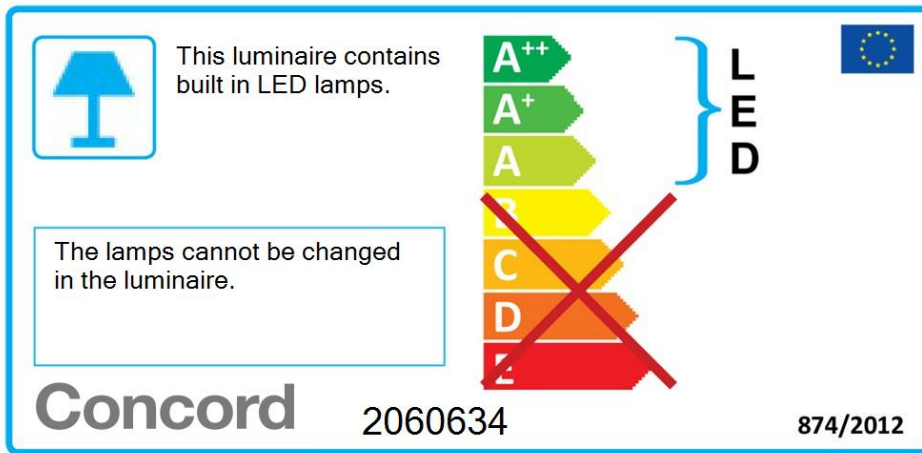 This luminaire contains
built in LED lamps.
A++
A+
A
B
C
D
E
L
E
D
The lamps cannot be changed
in the luminaire.
Concord
2060634
874/2012